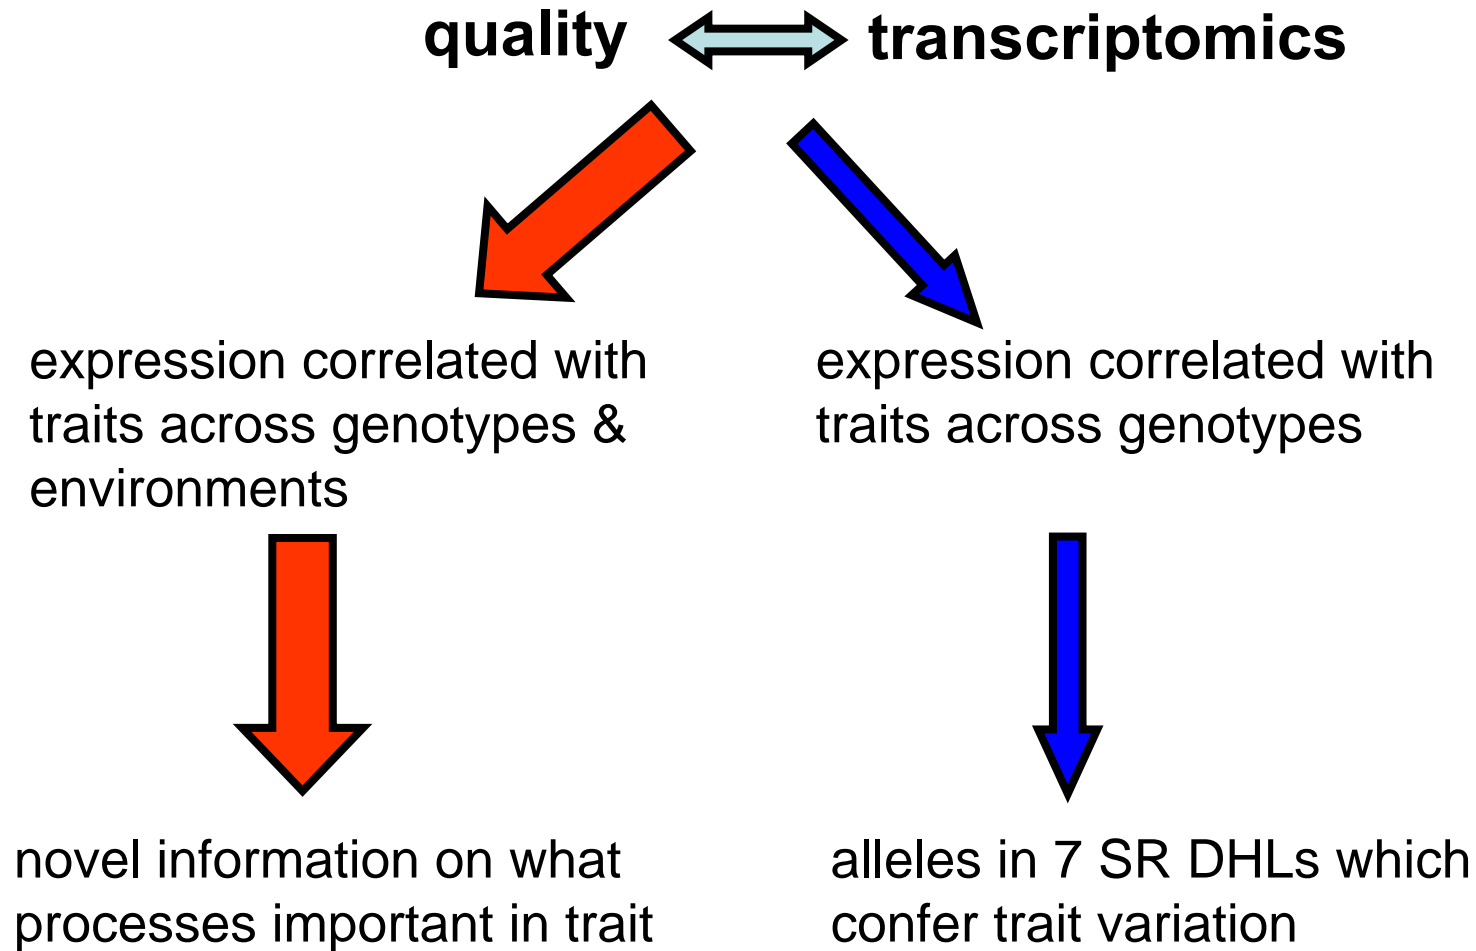 quality transcriptomics
expression correlated with
traits across genotypes &
environments
expression correlated with
traits across genotypes
novel information on what
processes important in trait
alleles in 7 SR DHLs which
confer trait variation